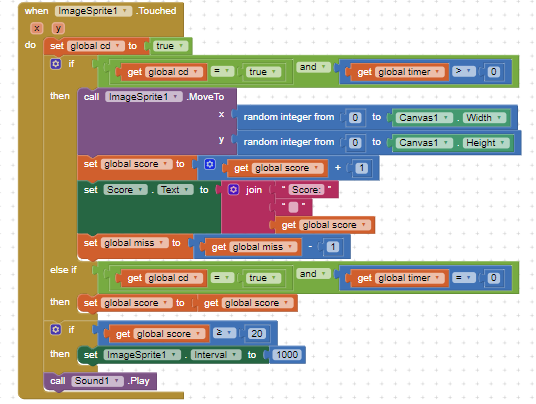 when ImageSprite1 .Touched
x y
do set global cd to true
if get global cd = true and get global timer > 0
then call ImageSprite1 .MoveTo
x random integer from 0 to Canvas1 . Width
y random integer from 0 to Canvas1 . Height
set global score to get global score + 1
set Score . Text to join " Score: "
" "
get global score
set global miss to get global miss - 1
else if get global cd = true and get global timer = 0
then set global score to get global score
if get global score ≥ 20
then set ImageSprite1 . Interval to 1000
call Sound1 .Play